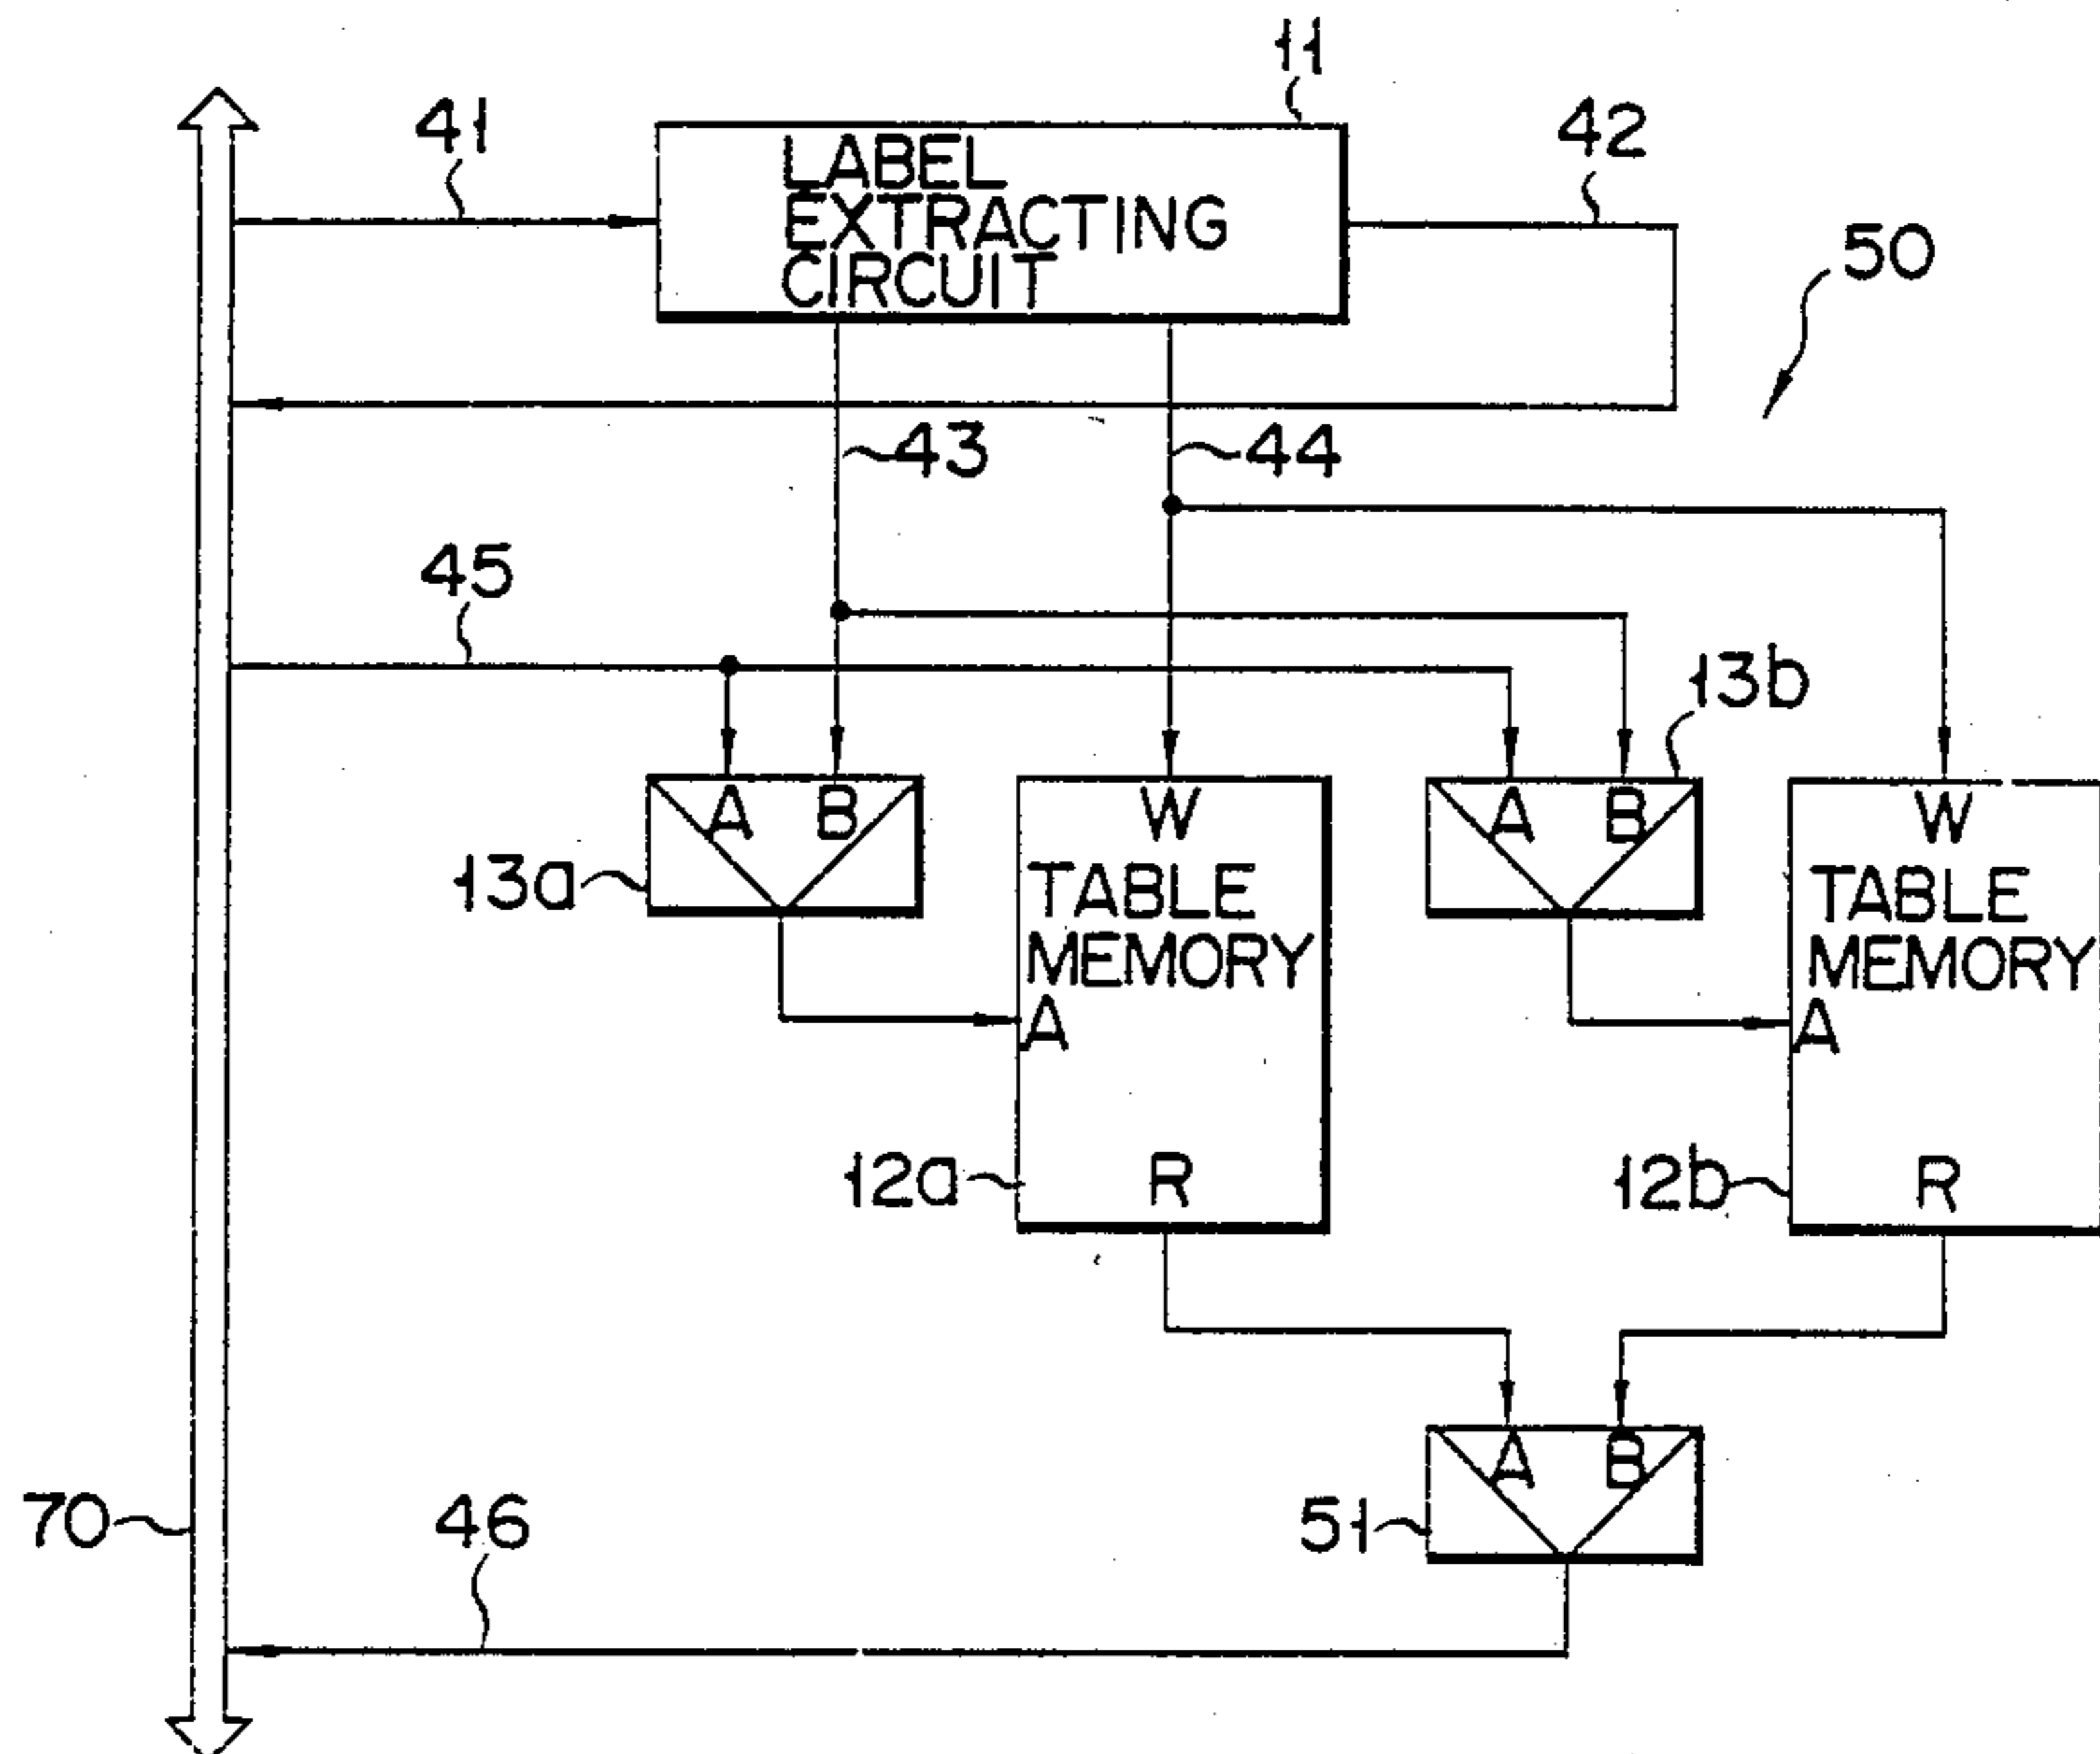 11
41
42
LABEL
EXTRACTING
CIRCUIT
50
43
44
45
13b
A B
W
A B
W
13a
TABLE
MEMORY
A
TABLE
MEMORY
A
12a
R
12b
R
A B
70
46
51